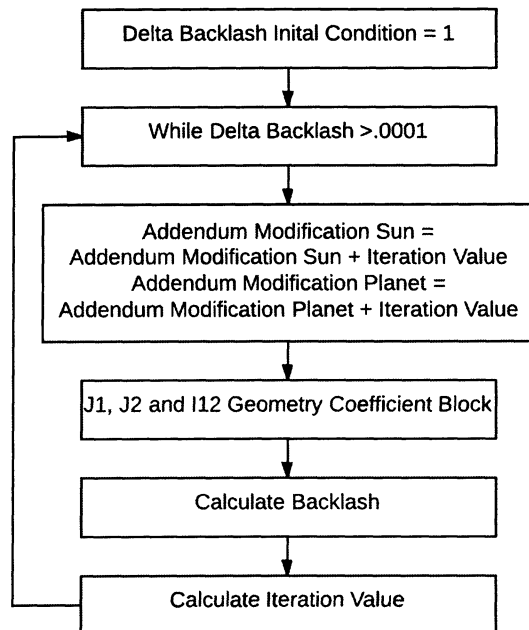 Delta Backlash Inital Condition = 1
While Delta Backlash >.0001
Addendum Modification Sun =
Addendum Modification Sun + Iteration Value
Addendum Modification Planet =
Addendum Modification Planet + Iteration Value
J1, J2 and I12 Geometry Coefficient Block
Calculate Backlash
Calculate Iteration Value